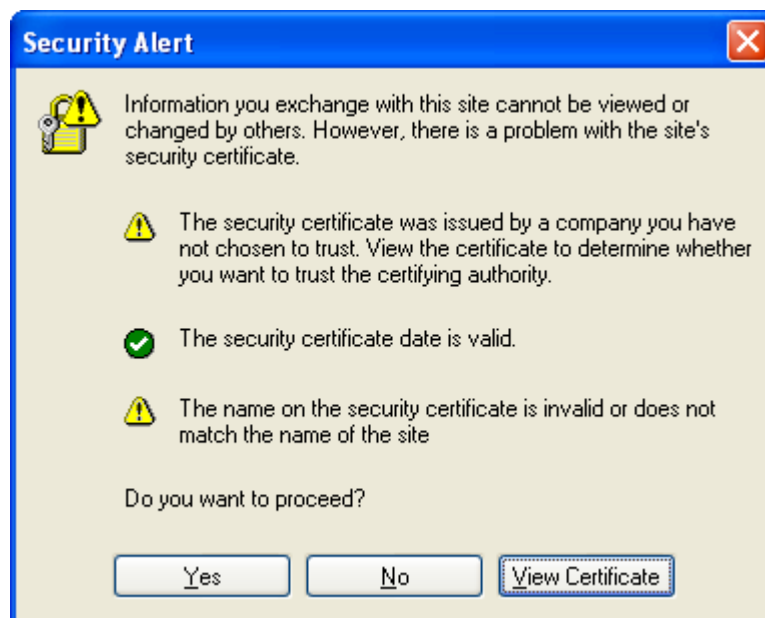 Security Alert
Information you exchange with this site cannot be viewed or
changed by others. However, there is a problem with the site's
security certificate.
The security certificate was issued by a company you have
not chosen to trust. View the certificate to determine whether
you want to trust the certifying authority.
The security certificate date is valid.
The name on the security certificate is invalid or does not
match the name of the site
Do you want to proceed?
Yes No View Certificate